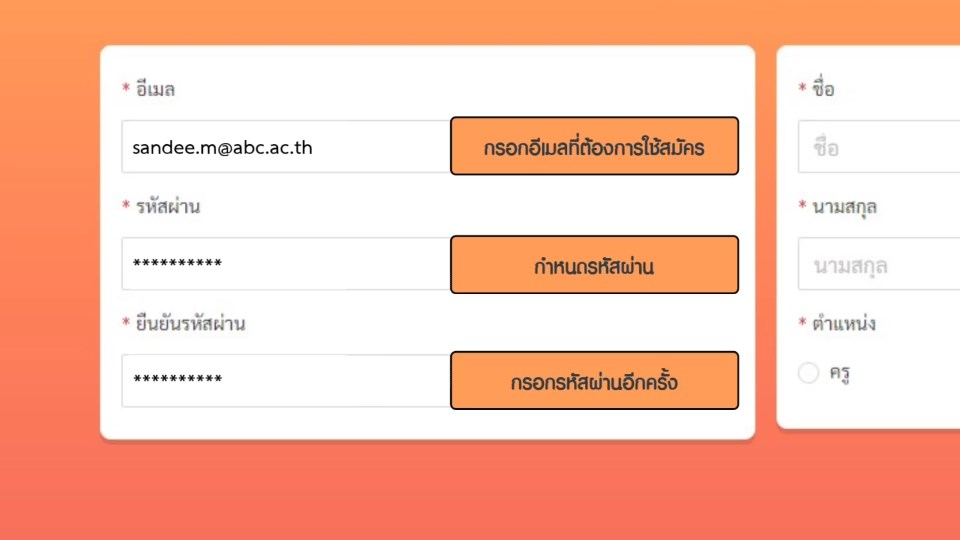 * อีเมล
sandee.m@abc.ac.th
กรอกอีเมลที่ต้องการใช้สมัคร
* รหัสผ่าน
**********
กำหนดรหัสผ่าน
* ยืนยันรหัสผ่าน
**********
กรอกรหัสผ่านอีกครั้ง
* ชื่อ
ชื่อ
* นามสกุล
นามสกุล
* ตำแหน่ง
ครู